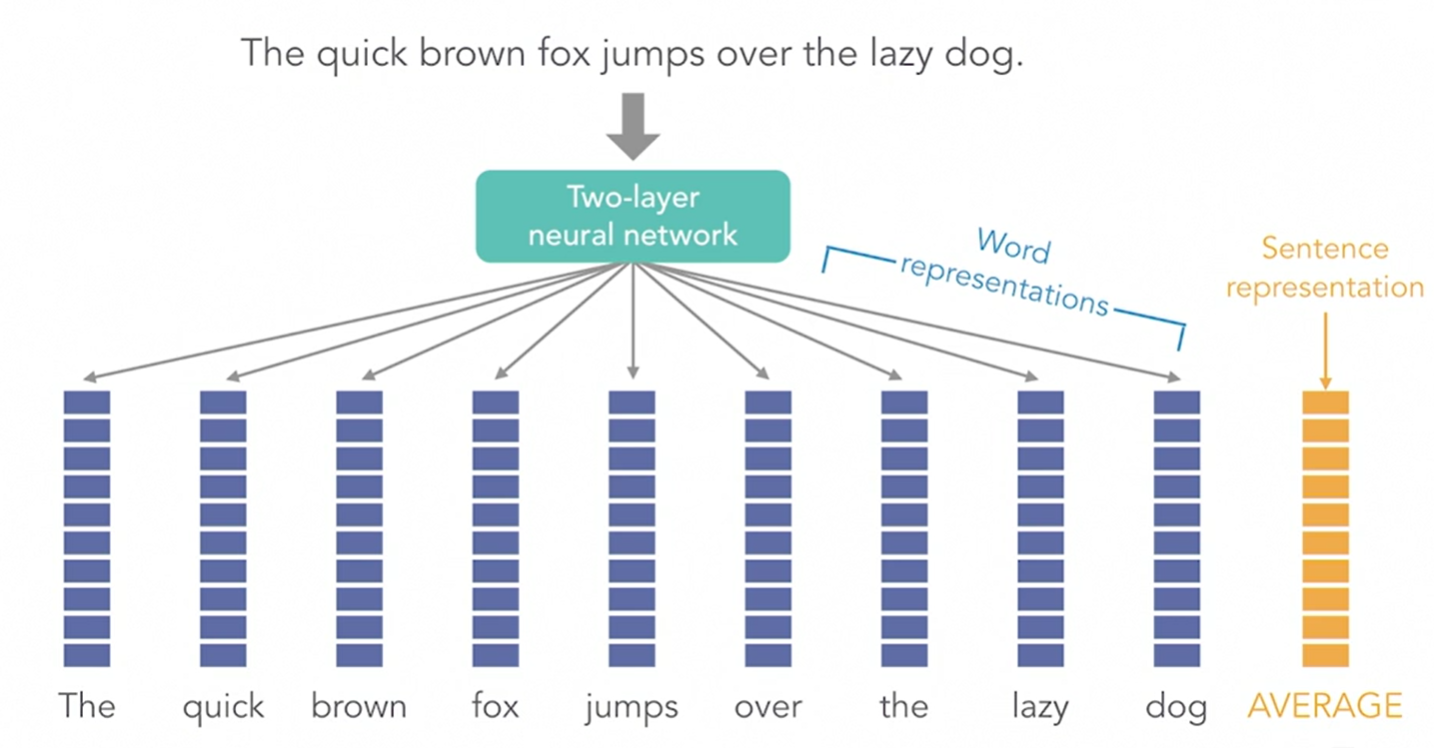 The quick brown fox jumps over the lazy dog.
Two-layer
neural network
Word
representations
Sentence
representation
The quick brown fox jumps over the lazy dog AVERAGE